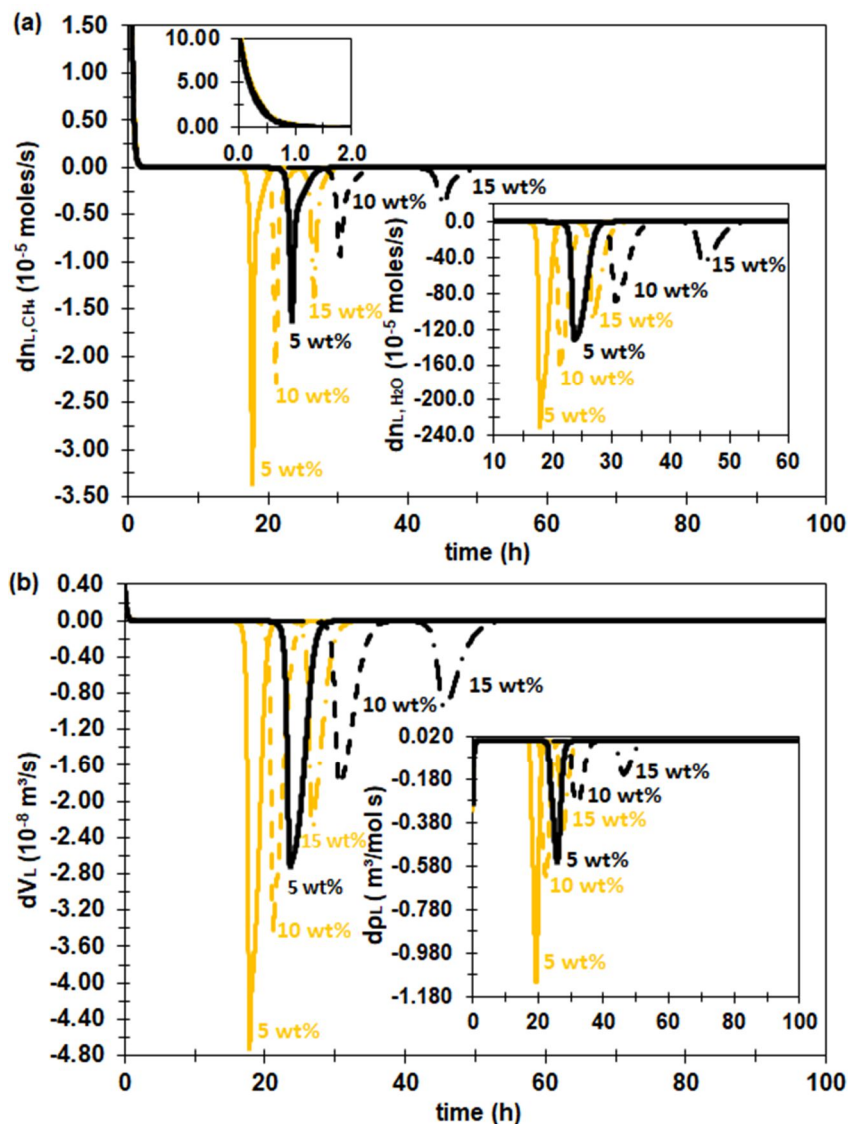 (a)
1.50
1.00
0.50
0.00
-0.50
-1.00
-1.50
-2.00
-2.50
-3.00
-3.50
dnL,CH₄ (10⁻⁵ moles/s)
10.00
5.00
0.00
0.0 1.0 2.0
5 wt%
10 wt%
15 wt%
5 wt%
10 wt%
15 wt%
0.0
-40.0
-80.0
-120.0
-160.0
-200.0
-240.0
dnL,H₂O (10⁻⁵ moles/s)
15 wt%
10 wt%
5 wt%
10 wt%
5 wt%
15 wt%
10 20 30 40 50 60
0 20 40 60 80 100
time (h)
(b)
0.40
0.00
-0.40
-0.80
-1.20
-1.60
-2.00
-2.40
-2.80
-3.20
-3.60
-4.00
-4.40
-4.80
dVL (10⁻⁸ m³/s)
15 wt%
10 wt%
15 wt%
5 wt%
10 wt%
5 wt%
0.020
-0.180
-0.380
-0.580
-0.780
-0.980
-1.180
dρL ( m³/mol s)
15 wt%
10 wt%
15 wt%
5 wt%
10 wt%
5 wt%
0 20 40 60 80 100
0 20 40 60 80 100
time (h)